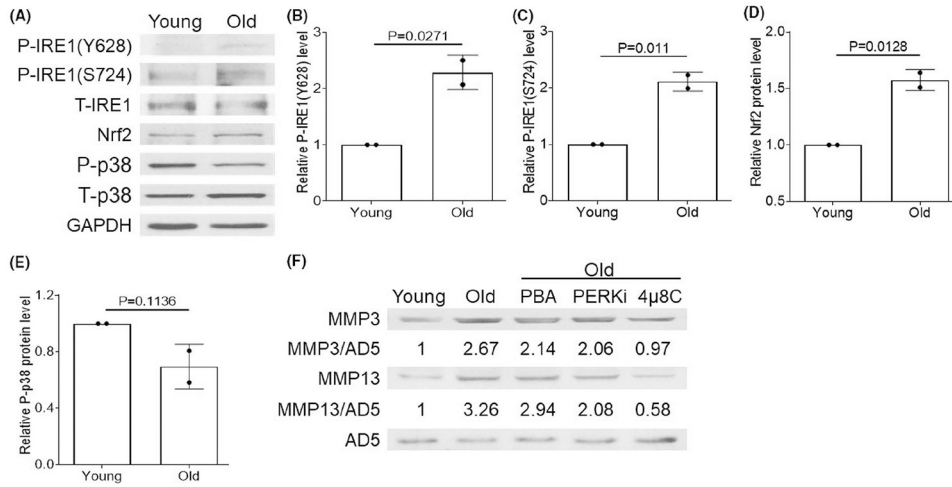 (A)
Young Old
P-IRE1(Y628)
P-IRE1(S724)
T-IRE1
Nrf2
P-p38
T-p38
GAPDH
(B)
Relative P-IRE1(Y628) level
3
2
1
0
P=0.0271
Young Old
(C)
Relative P-IRE1(S724) level
3
2
1
0
P=0.011
Young Old
(D)
Relative Nrf2 protein level
2.0
1.5
1.0
0.5
P=0.0128
Young Old
(E)
Relative P-p38 protein level
1.2
0.8
0.4
0.0
P=0.1136
Young Old
(F)
Old
Young Old PBA PERKi 4μ8C
MMP3
MMP3/AD5 1 2.67 2.14 2.06 0.97
MMP13
MMP13/AD5 1 3.26 2.94 2.08 0.58
AD5